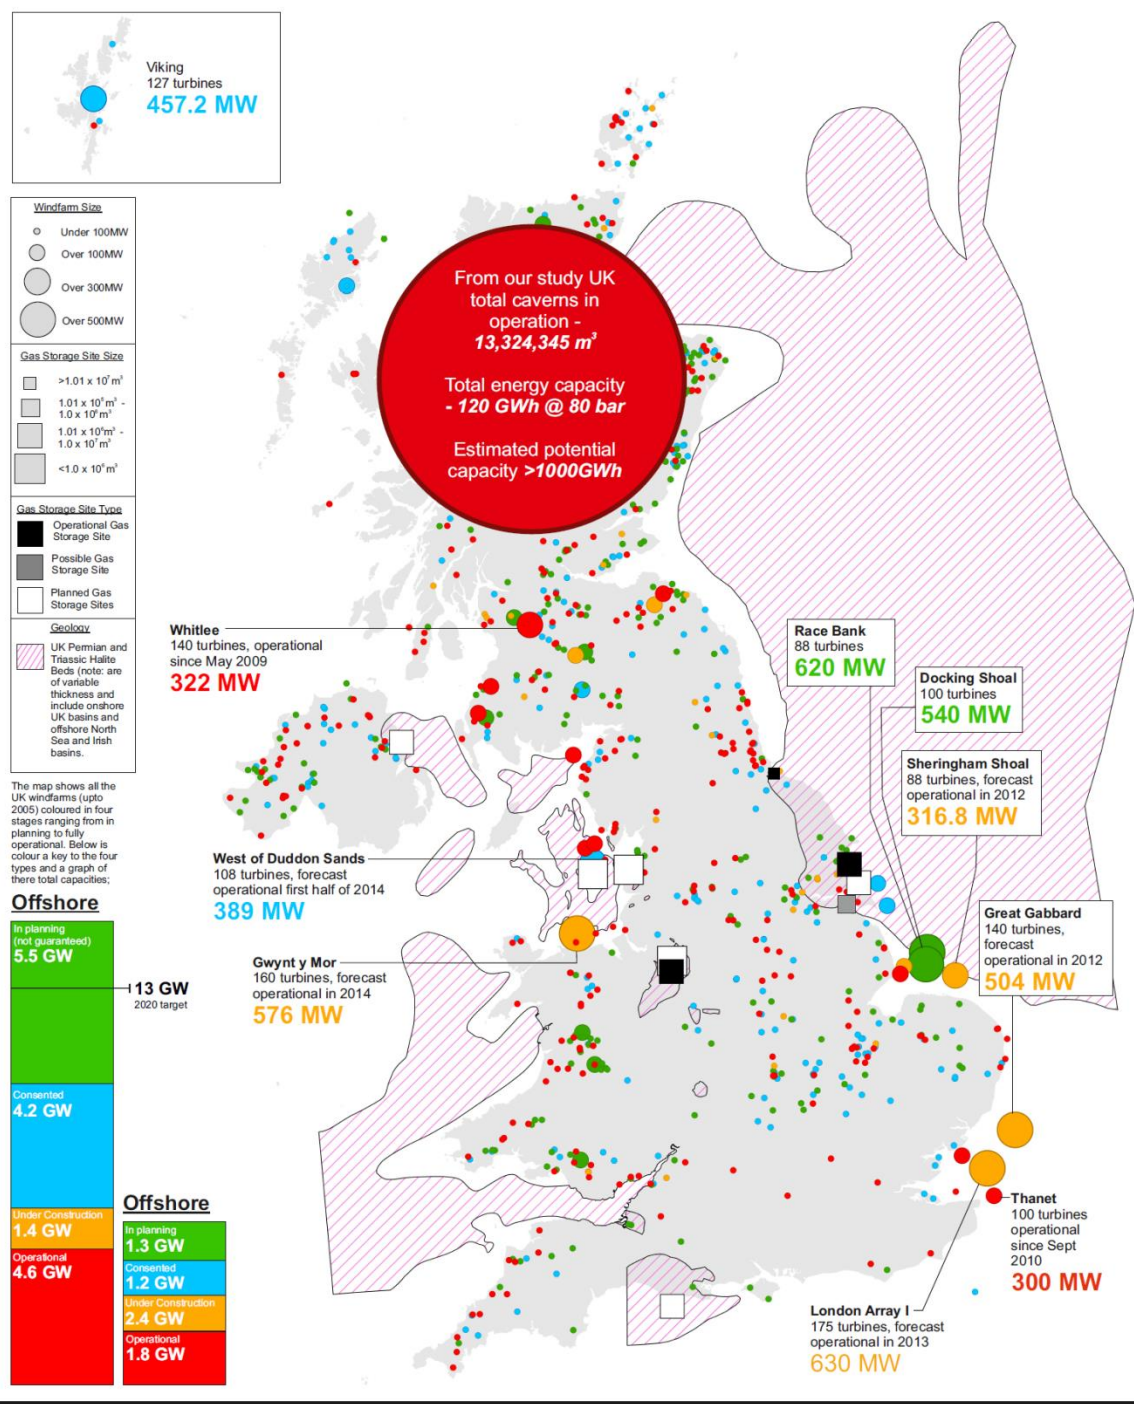 Viking
127 turbines
457.2 MW
Windfarm Size
Under 100MW
Over 100MW
Over 300MW
Over 500MW
Gas Storage Site Size
>1.01 x 10⁷ m³
1.01 x 10⁵ m³ -
1.0 x 10⁶ m³
1.01 x 10⁶m³ -
1.0 x 10⁷ m³
<1.0 x 10⁵ m³
Gas Storage Site Type
Operational Gas
Storage Site
Possible Gas
Storage Site
Planned Gas
Storage Sites
Geology
UK Permian and
Triassic Halite
Beds (note: are
of variable
thickness and
include onshore
UK basins and
offshore North
Sea and Irish
basins.
The map shows all the
UK windfarms (upto
2005) coloured in four
stages ranging from in
planning to fully
operational. Below is
colour a key to the four
types and a graph of
there total capacities;
Offshore
In planning
(not guaranteed)
5.5 GW
13 GW
2020 target
Consented
4.2 GW
Under Construction
1.4 GW
Operational
4.6 GW
Offshore
In planning
1.3 GW
Consented
1.2 GW
Under Construction
2.4 GW
Operational
1.8 GW
From our study UK
total caverns in
operation -
13,324,345 m³
Total energy capacity
- 120 GWh @ 80 bar
Estimated potential
capacity >1000GWh
Whitlee
140 turbines, operational
since May 2009
322 MW
Race Bank
88 turbines
620 MW
Docking Shoal
100 turbines
540 MW
Sheringham Shoal
88 turbines, forecast
operational in 2012
316.8 MW
West of Duddon Sands
108 turbines, forecast
operational first half of 2014
389 MW
Great Gabbard
140 turbines,
forecast
operational in 2012
504 MW
Gwynt y Mor
160 turbines, forecast
operational in 2014
576 MW
Thanet
100 turbines
operational
since Sept
2010
300 MW
London Array I
175 turbines, forecast
operational in 2013
630 MW